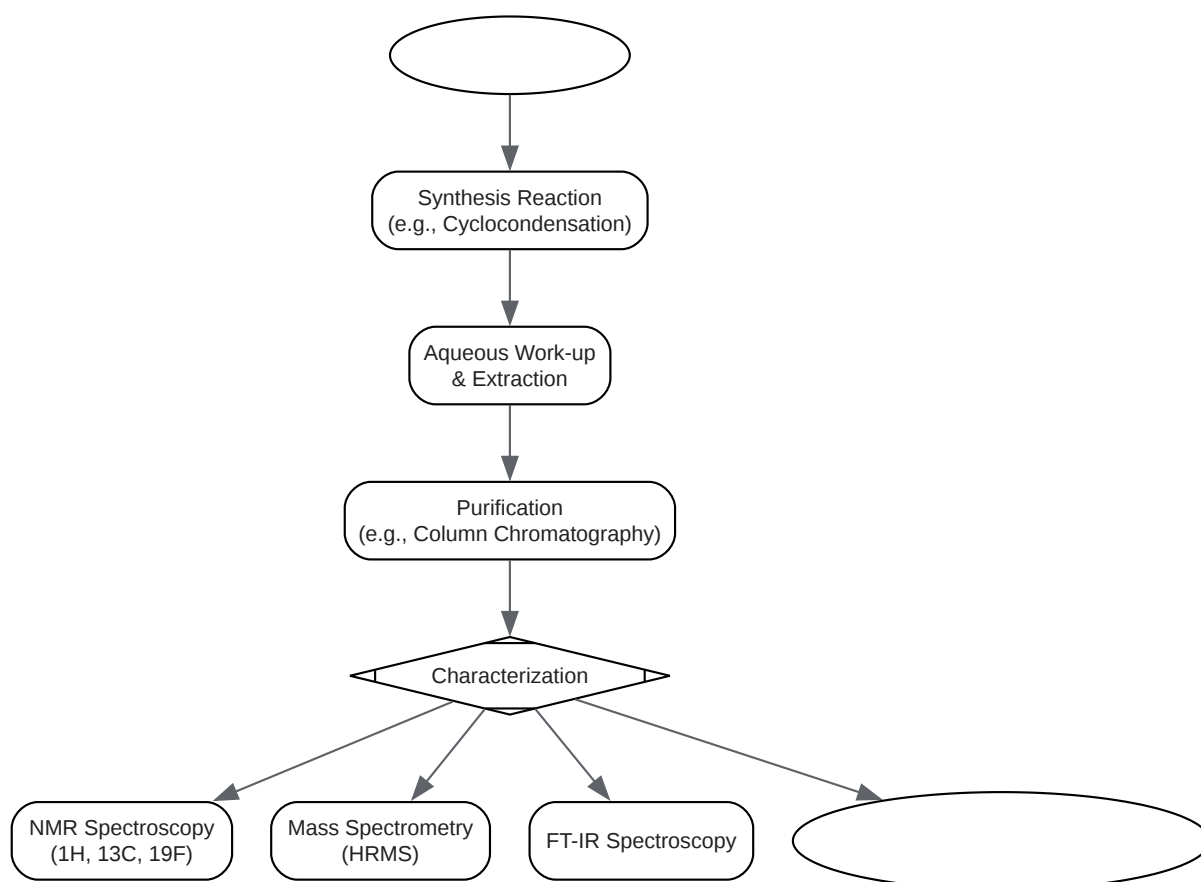 Synthesis Reaction
(e.g., Cyclocondensation)
Aqueous Work-up
& Extraction
Purification
(e.g., Column Chromatography)
Characterization
NMR Spectroscopy
(1H, 13C, 19F)
Mass Spectrometry
(HRMS)
FT-IR Spectroscopy